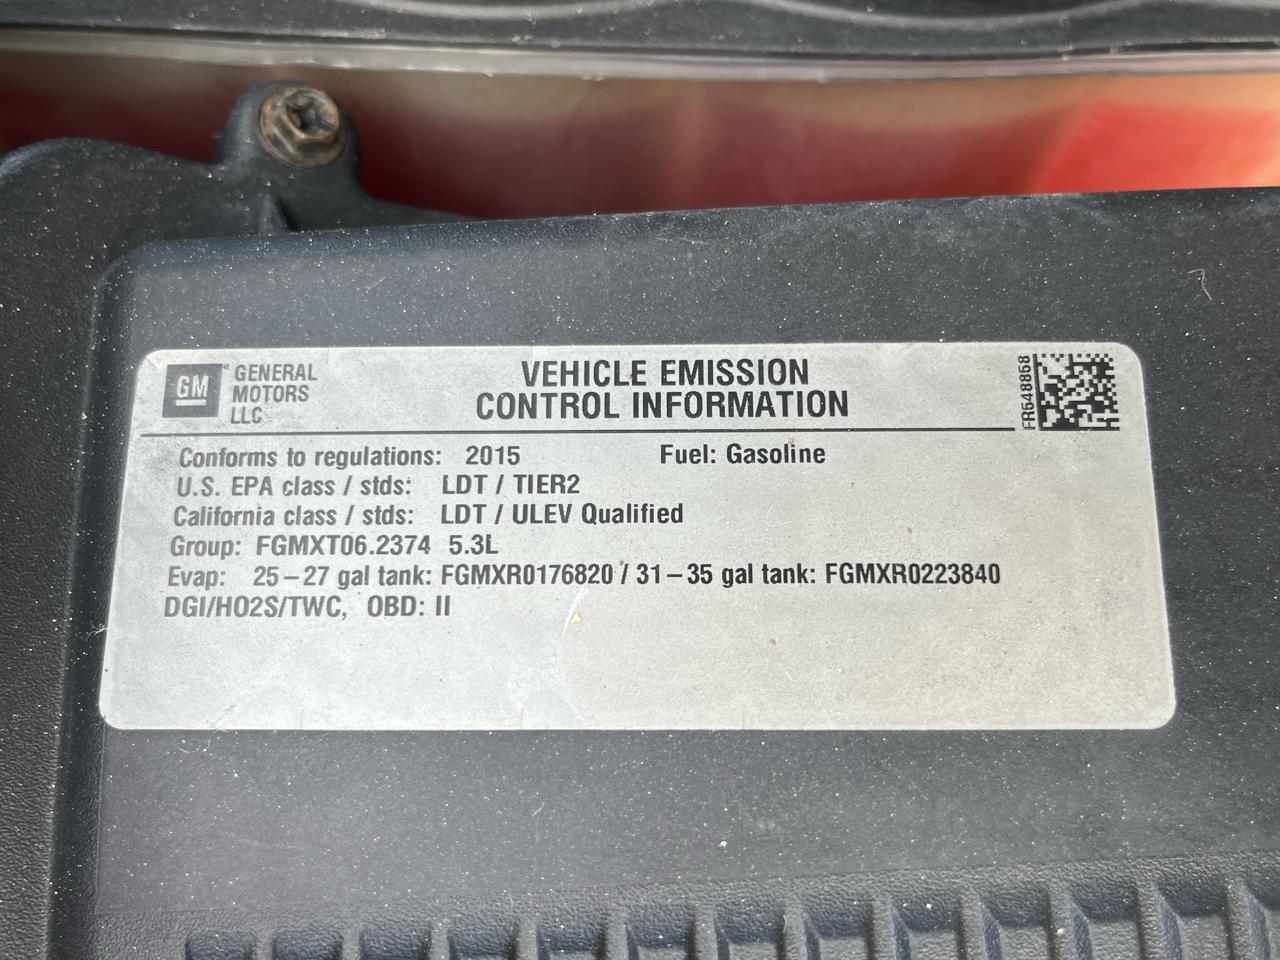 GM
GENERAL
MOTORS
LLC
VEHICLE EMISSION
CONTROL INFORMATION
FR648868
Conforms to regulations: 2015 Fuel: Gasoline
U.S. EPA class / stds: LDT / TIER2
California class / stds: LDT / ULEV Qualified
Group: FGMXT06.2374 5.3L
Evap: 25–27 gal tank: FGMXR0176820 / 31–35 gal tank: FGMXR0223840
DGI/HO2S/TWC, OBD: II